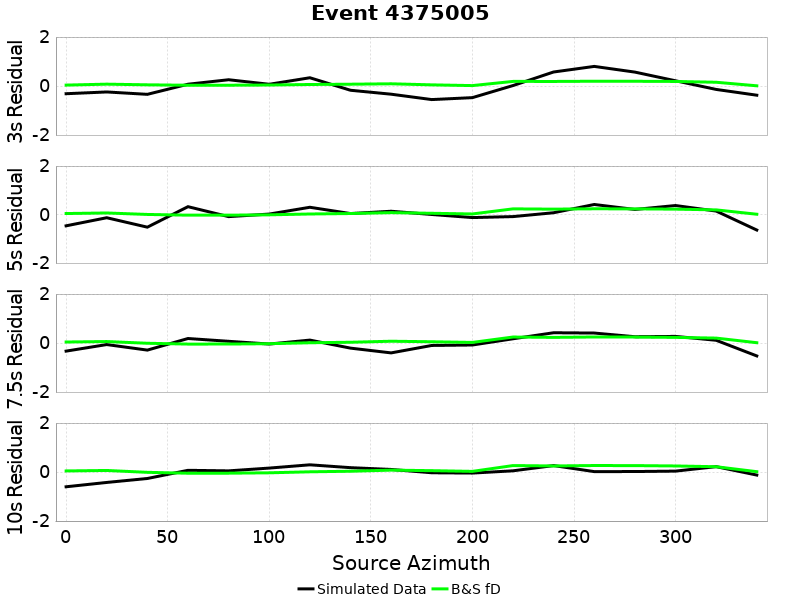 Event 4375005
3s Residual
2
0
-2
5s Residual
2
0
-2
7.5s Residual
2
0
-2
10s Residual
2
0
-2
0 50 100 150 200 250 300
Source Azimuth
Simulated Data B&S fD